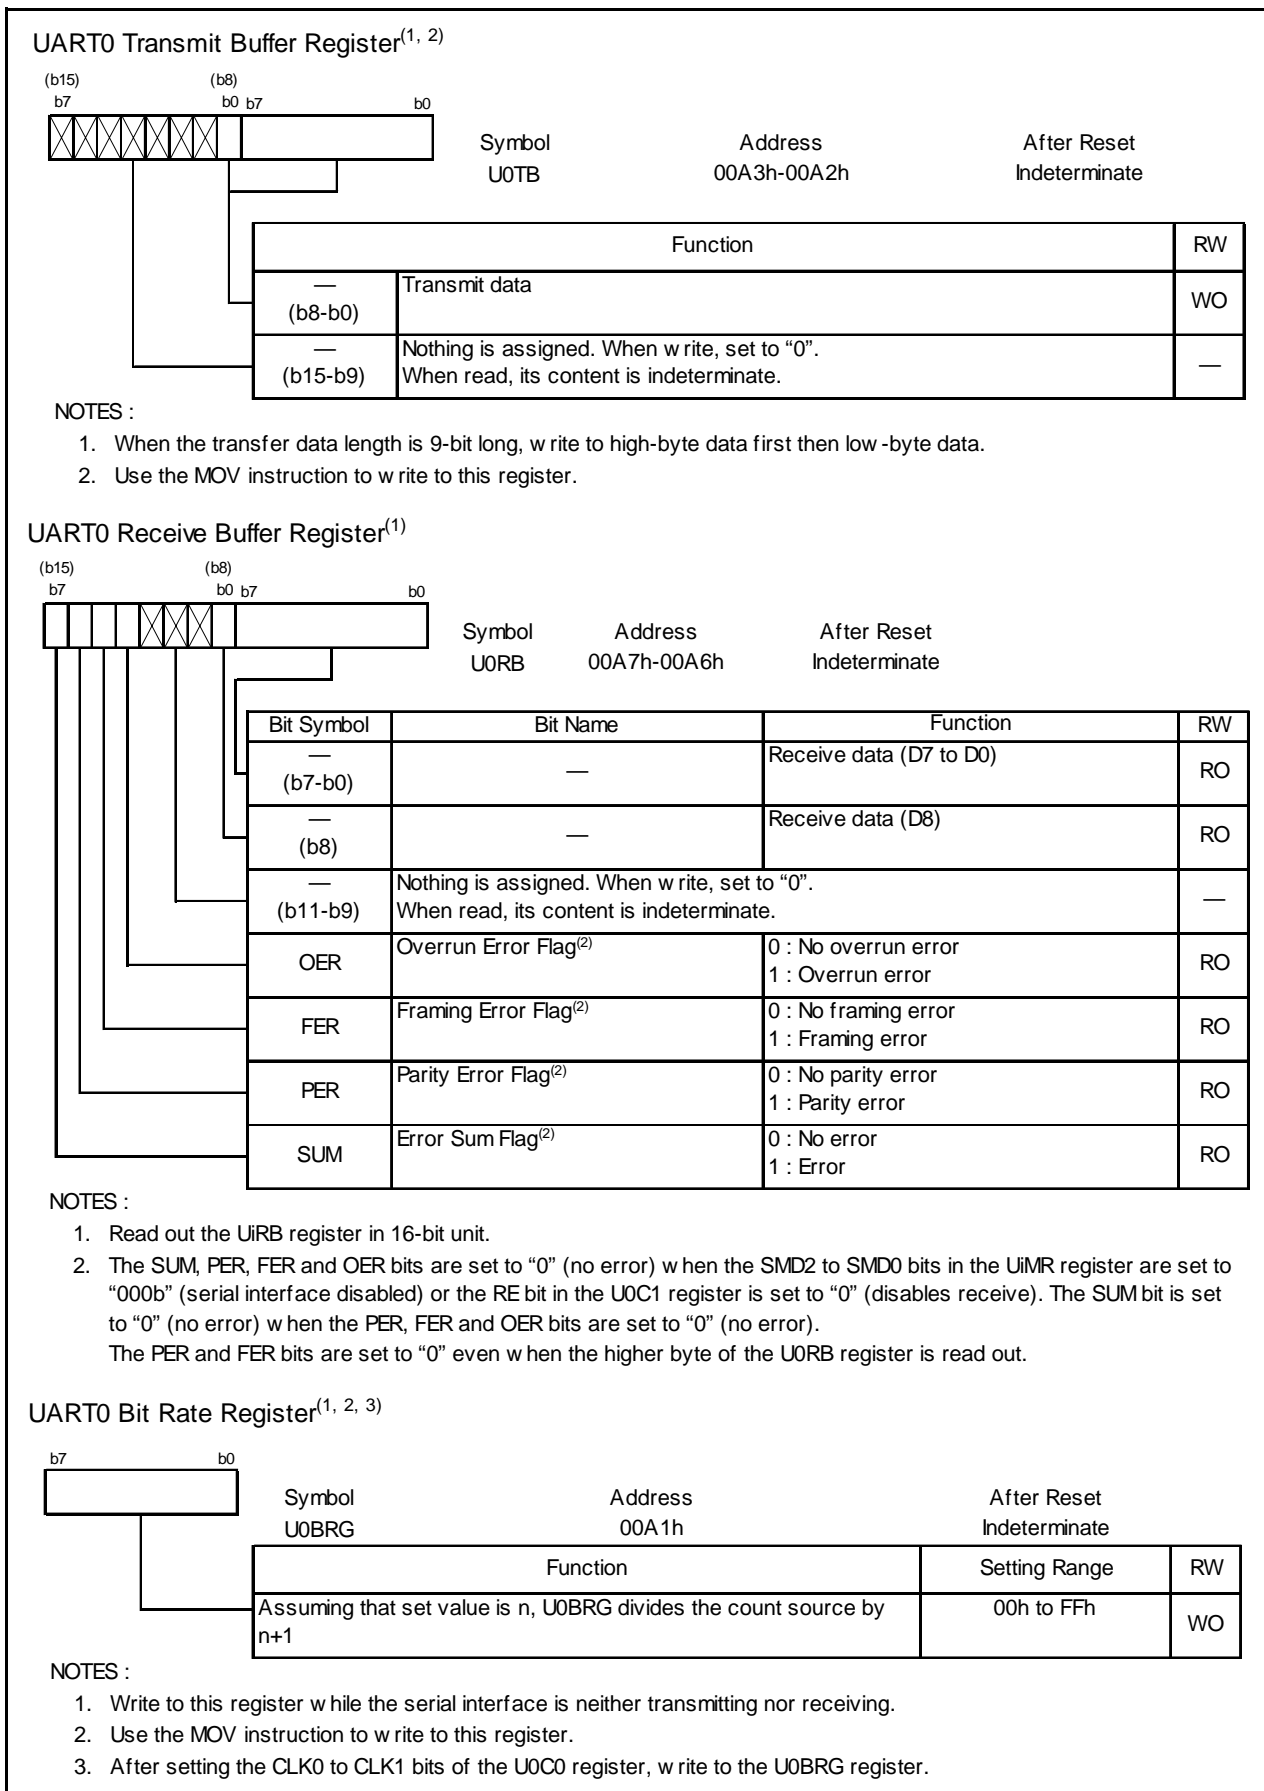 UART0 Transmit Buffer Register(1, 2)
(b15) (b8)
b7 b0 b7 b0
Symbol Address After Reset
U0TB 00A3h-00A2h Indeterminate
Function RW
— (b8-b0) Transmit data WO
— (b15-b9) Nothing is assigned. When write, set to “0”.
When read, its content is indeterminate. —
NOTES :
1. When the transfer data length is 9-bit long, write to high-byte data first then low-byte data.
2. Use the MOV instruction to write to this register.
UART0 Receive Buffer Register(1)
(b15) (b8)
b7 b0 b7 b0
Symbol Address After Reset
U0RB 00A7h-00A6h Indeterminate
Bit Symbol Bit Name Function RW
— (b7-b0) — Receive data (D7 to D0) RO
— (b8) — Receive data (D8) RO
— (b11-b9) Nothing is assigned. When write, set to “0”.
When read, its content is indeterminate. —
OER Overrun Error Flag(2) 0 : No overrun error
1 : Overrun error RO
FER Framing Error Flag(2) 0 : No framing error
1 : Framing error RO
PER Parity Error Flag(2) 0 : No parity error
1 : Parity error RO
SUM Error Sum Flag(2) 0 : No error
1 : Error RO
NOTES :
1. Read out the UiRB register in 16-bit unit.
2. The SUM, PER, FER and OER bits are set to “0” (no error) when the SMD2 to SMD0 bits in the UiMR register are set to
“000b” (serial interface disabled) or the RE bit in the U0C1 register is set to “0” (disables receive). The SUM bit is set
to “0” (no error) when the PER, FER and OER bits are set to “0” (no error).
The PER and FER bits are set to “0” even when the higher byte of the U0RB register is read out.
UART0 Bit Rate Register(1, 2, 3)
b7 b0
Symbol Address After Reset
U0BRG 00A1h Indeterminate
Function Setting Range RW
Assuming that set value is n, U0BRG divides the count source by
n+1 00h to FFh WO
NOTES :
1. Write to this register while the serial interface is neither transmitting nor receiving.
2. Use the MOV instruction to write to this register.
3. After setting the CLK0 to CLK1 bits of the U0C0 register, write to the U0BRG register.